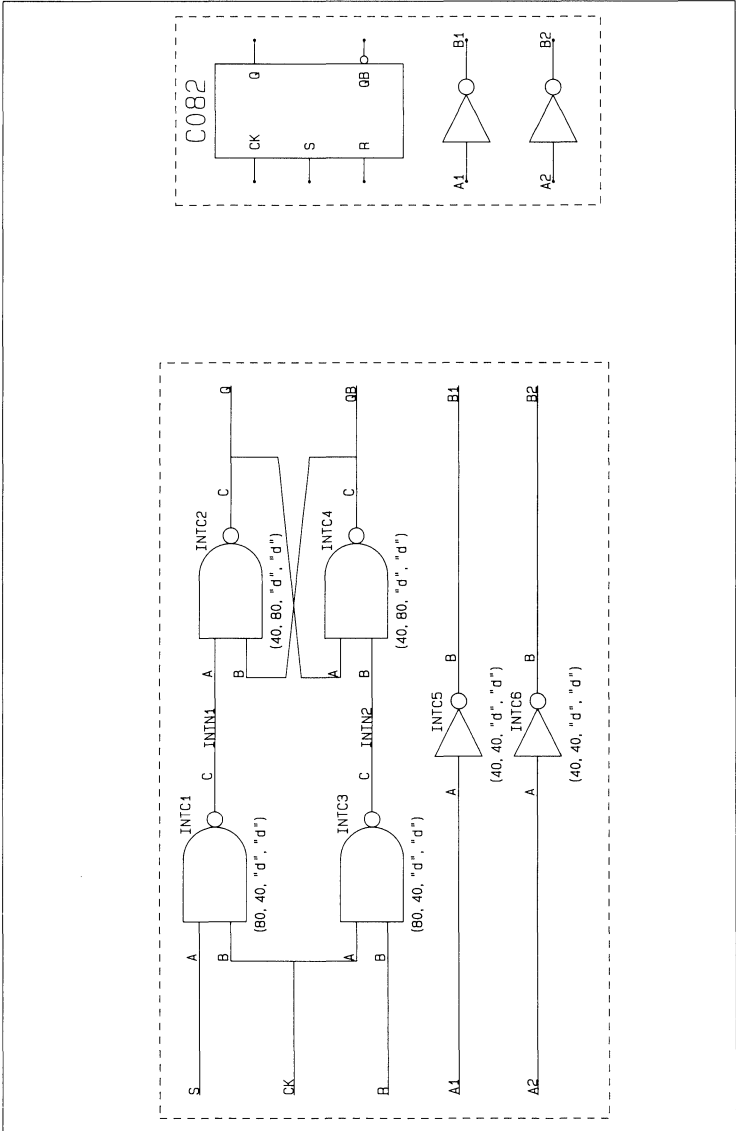 C082
CK
S
R
Q
QB
A1
B1
A2
B2
S
CK
R
A1
A2
A
B
A
B
INTC1
(80, 40, "d", "d")
C
INTN1
INTC3
(80, 40, "d", "d")
C
INTN2
A
B
INTC2
(40, 80, "d", "d")
C
Q
A
B
INTC4
(40, 80, "d", "d")
C
QB
A
INTC5
(40, 40, "d", "d")
B
B1
A
INTC6
(40, 40, "d", "d")
B
B2